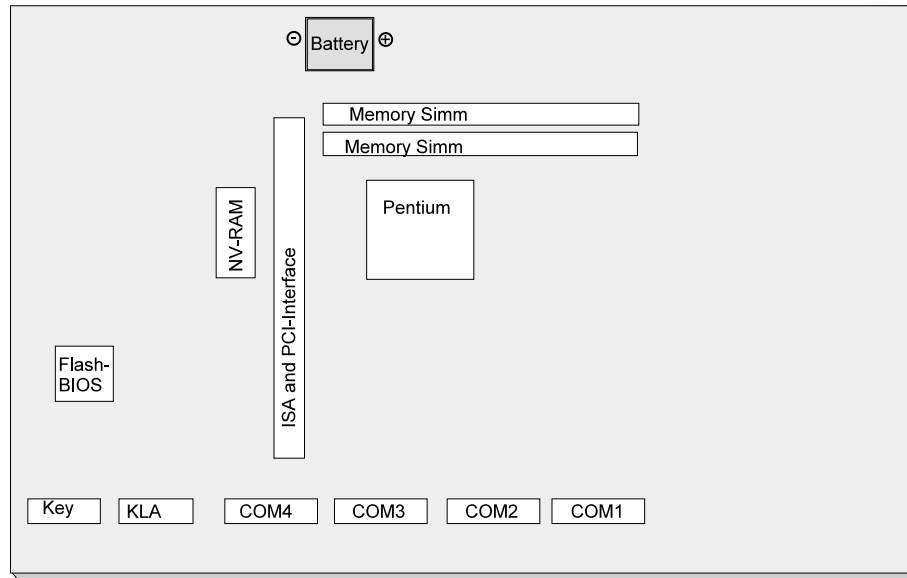 Battery
Memory Simm
Memory Simm
Pentium
NV-RAM
ISA and PCI-Interface
Flash-
BIOS
Key
KLA
COM4
COM3
COM2
COM1